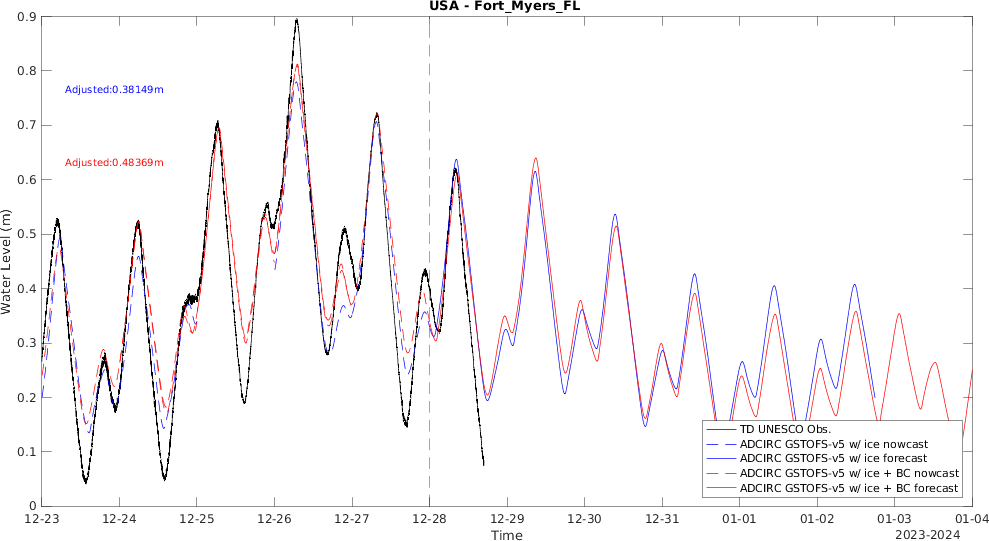 USA - Fort_Myers_FL
0.9
0.8
0.7
0.6
0.5
0.4
0.3
0.2
0.1
0
Water Level (m)
Adjusted:0.38149m
Adjusted:0.48369m
TD UNESCO Obs.
ADCIRC GSTOFS-v5 w/ ice nowcast
ADCIRC GSTOFS-v5 w/ ice forecast
ADCIRC GSTOFS-v5 w/ ice + BC nowcast
ADCIRC GSTOFS-v5 w/ ice + BC forecast
12-23 12-24 12-25 12-26 12-27 12-28 12-29 12-30 12-31 01-01 01-02 01-03 01-04
Time
2023-2024